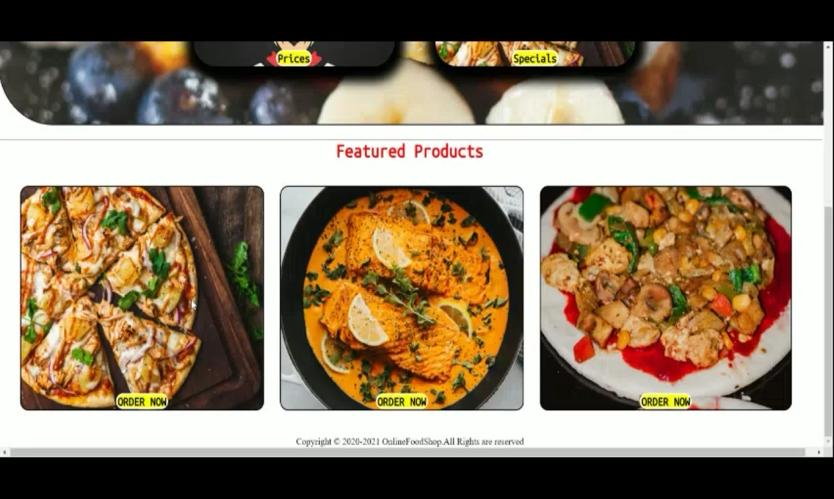 Prices
Specials
Featured Products
ORDER NOW
ORDER NOW
ORDER NOW
Copyright © 2020-2021 OnlineFoodShop.All Rights are reserved